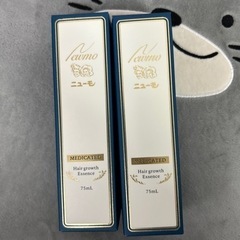 Newmo
ニューモ
MEDICATED
Hair growth
Essence
75mL
Newmo
ニューモ
MEDICATED
Hair growth
Essence
75mL